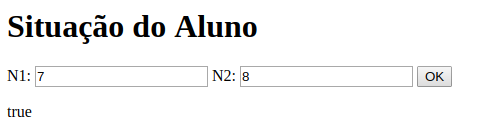 Situação do Aluno
N1: 7 N2: 8 OK
true